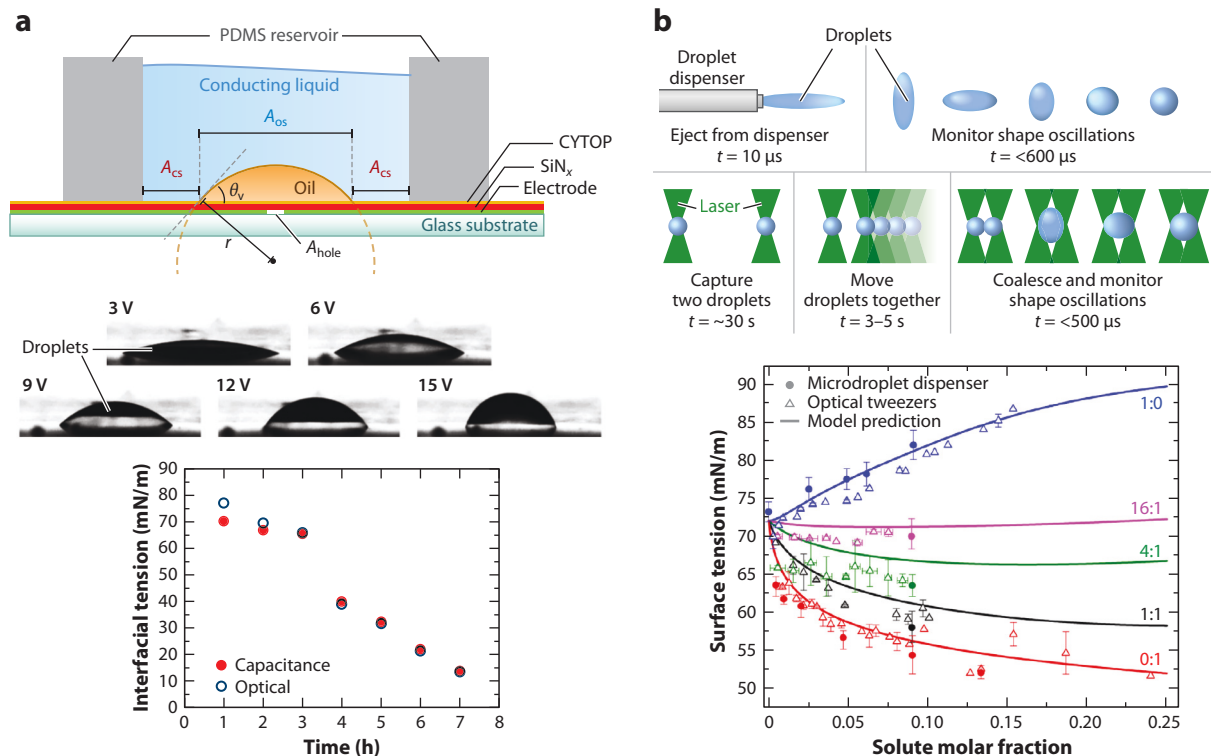 a
PDMS reservoir
Conducting liquid
A_os
A_cs
A_cs
CYTOP
SiN_x
Electrode
θ_v
Oil
Glass substrate
r
A_hole
3 V
6 V
Droplets
9 V
12 V
15 V
Interfacial tension (mN/m)
90
80
70
60
50
40
30
20
10
0
Capacitance
Optical
0 1 2 3 4 5 6 7 8
Time (h)
b
Droplets
Droplet
dispenser
Eject from dispenser
t = 10 μs
Monitor shape oscillations
t = <600 μs
Laser
Capture
two droplets
t = ~30 s
Move
droplets together
t = 3–5 s
Coalesce and monitor
shape oscillations
t = <500 μs
Surface tension (mN/m)
90
85
80
75
70
65
60
55
50
Microdroplet dispenser
Optical tweezers
Model prediction
1:0
16:1
4:1
1:1
0:1
0 0.05 0.10 0.15 0.20 0.25
Solute molar fraction